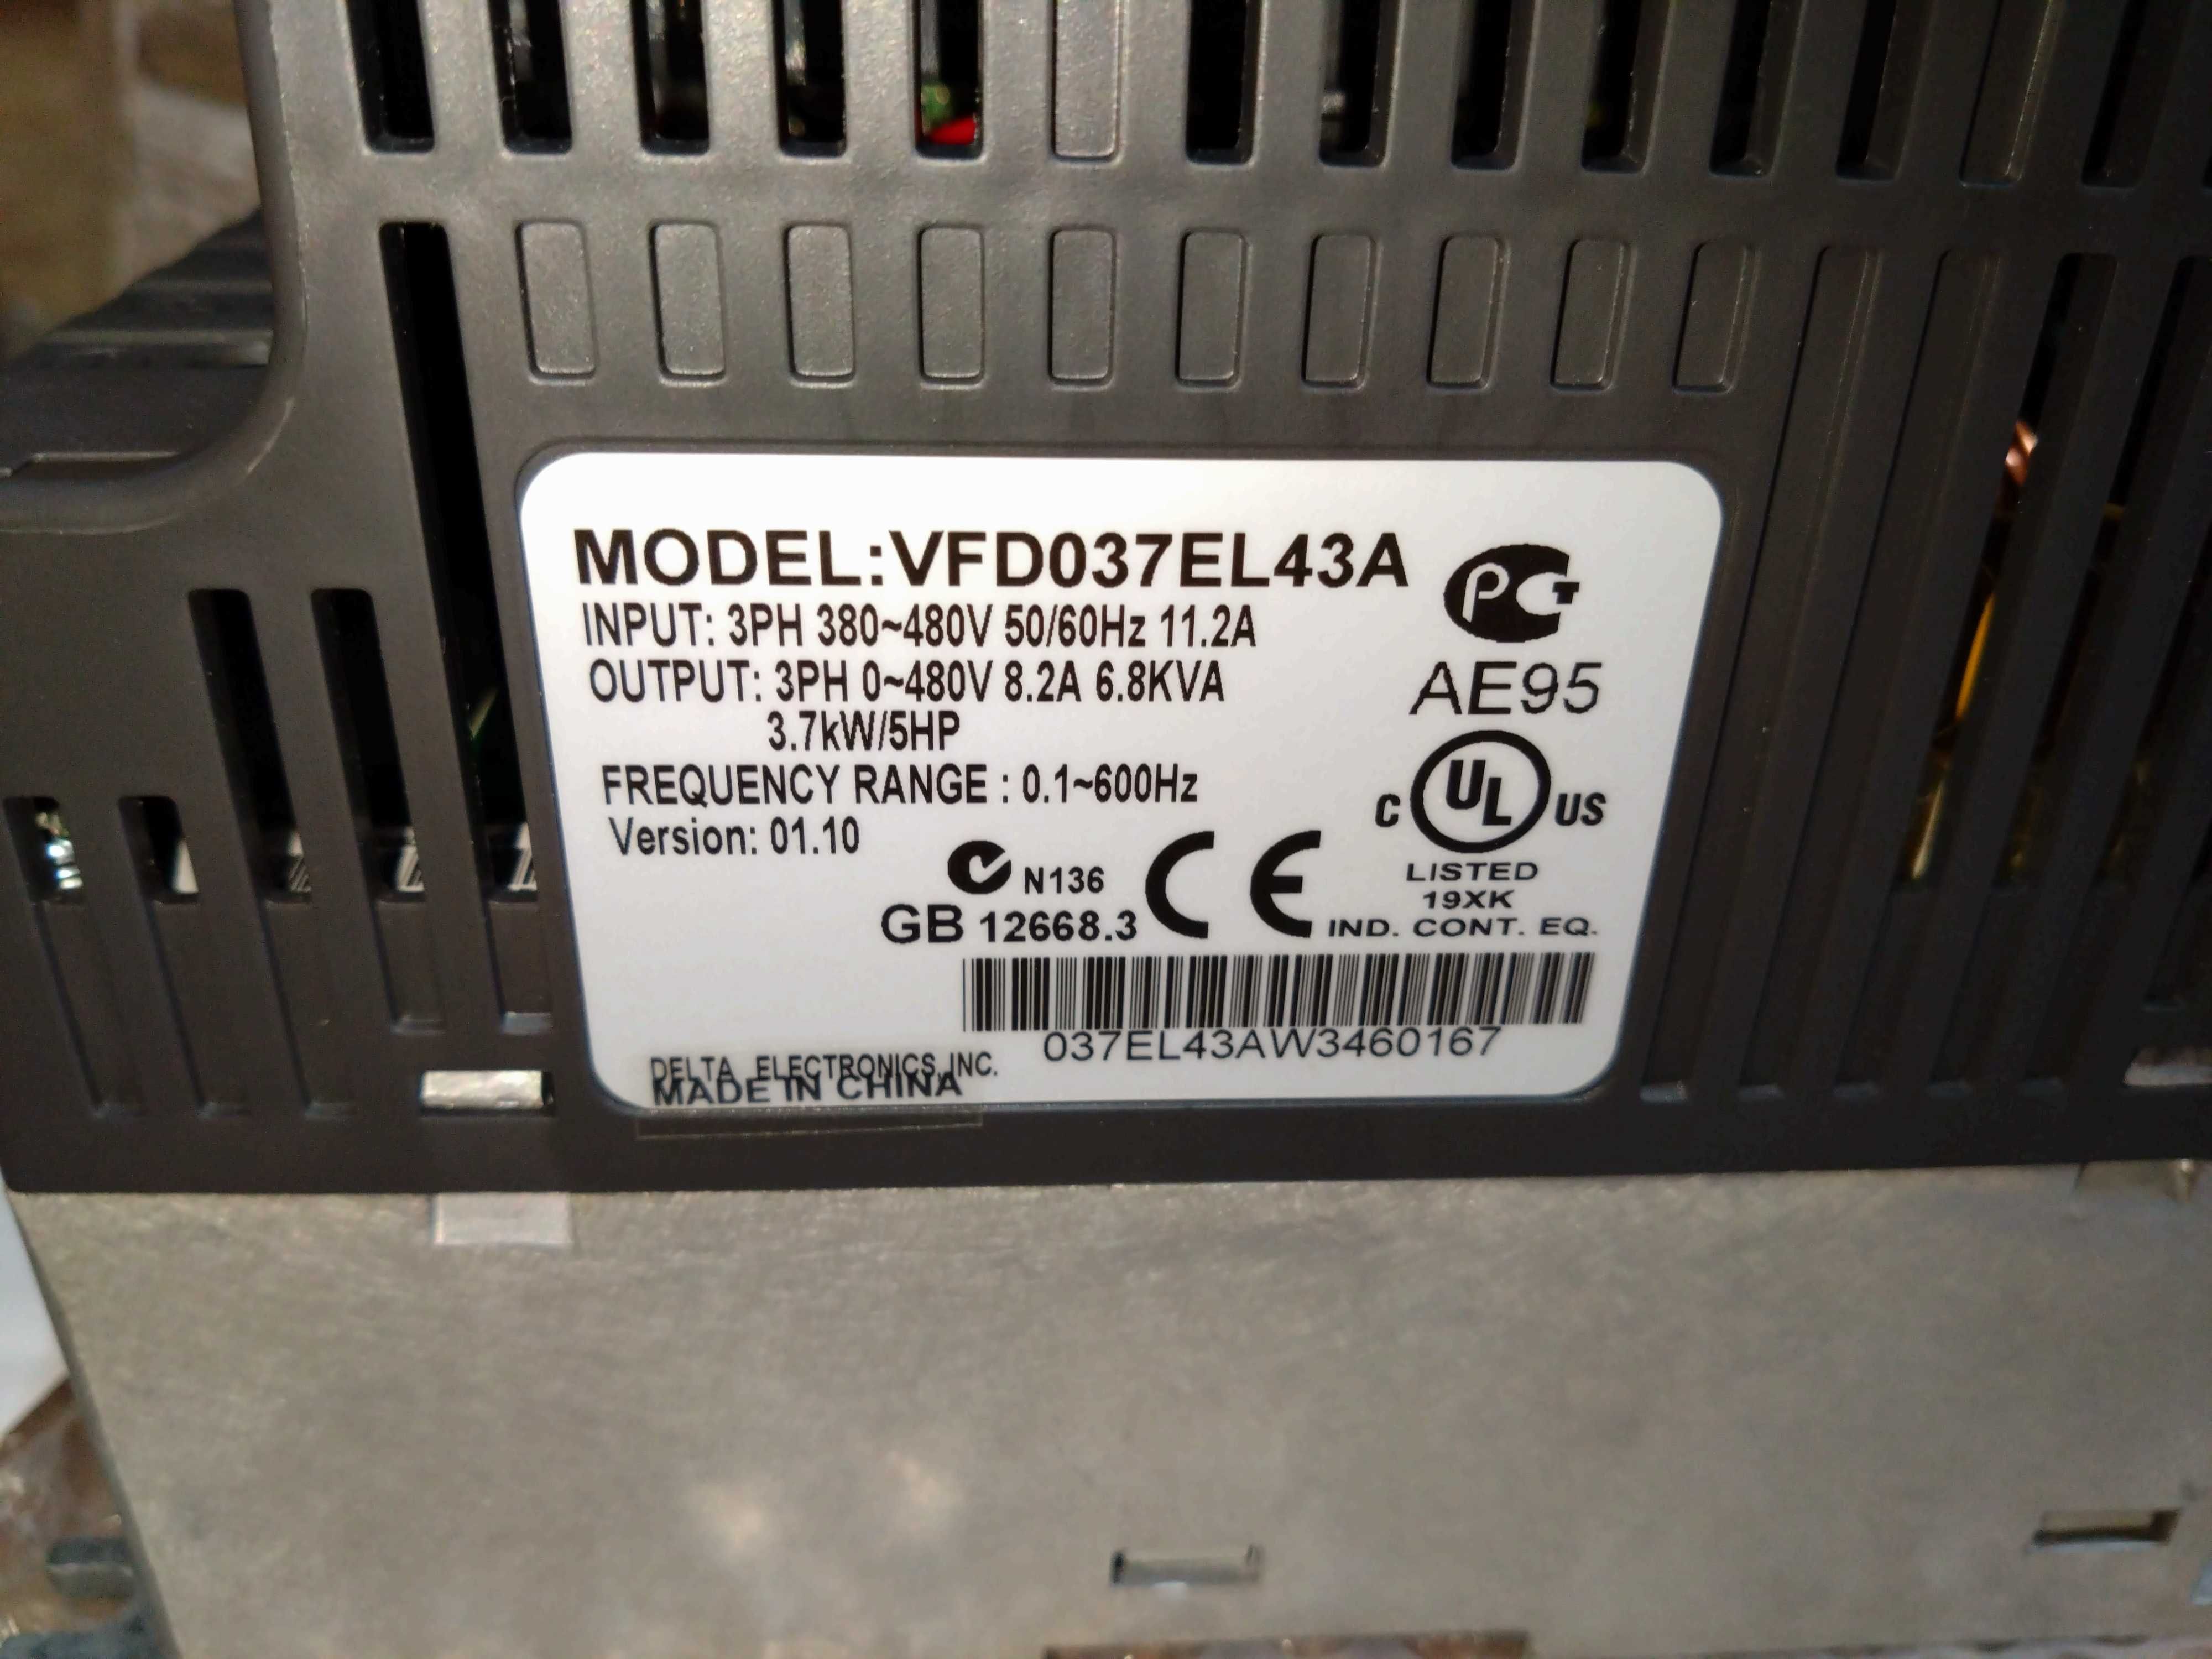 MODEL:VFD037EL43A
INPUT: 3PH 380~480V 50/60Hz 11.2A
OUTPUT: 3PH 0~480V 8.2A 6.8KVA
3.7kW/5HP
FREQUENCY RANGE : 0.1~600Hz
Version: 01.10
РСТ
AE95
C UL US
LISTED
19XK
IND. CONT. EQ.
N136
GB 12668.3
CE
037EL43AW3460167
DELTA ELECTRONICS, INC.
MADE IN CHINA